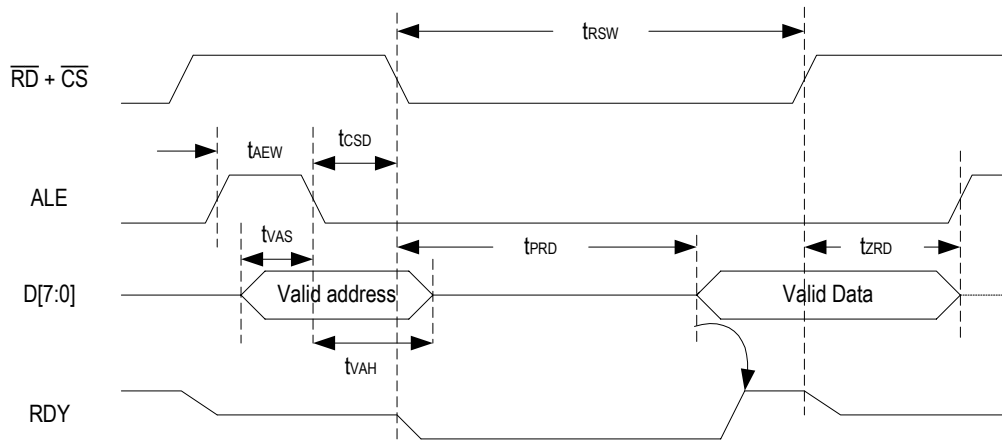 tRSW
RD + CS
tAEW
tCSD
ALE
tVAS
tPRD
tZRD
D[7:0]
Valid address
Valid Data
tVAH
RDY